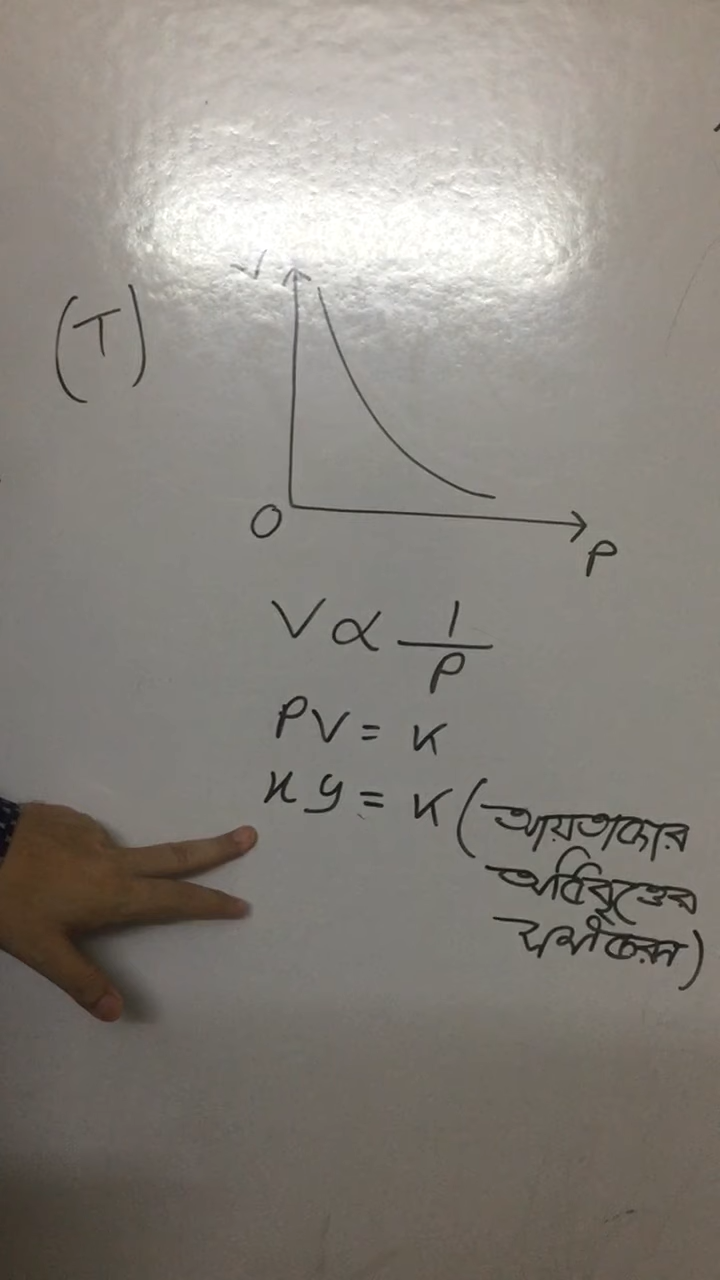 V
(T)
O
P
V ∝ 1/P
PV = K
xy = K (আয়তাকার
অধিবৃত্তের
সমীকরণ)